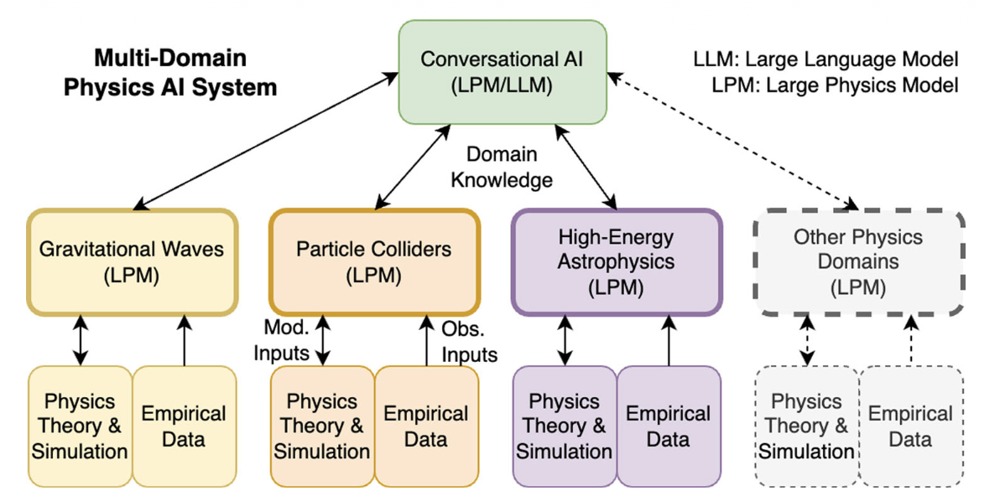 Multi-Domain
Physics AI System
Conversational AI
(LPM/LLM)
LLM: Large Language Model
LPM: Large Physics Model
Domain
Knowledge
Gravitational Waves
(LPM)
Particle Colliders
(LPM)
High-Energy
Astrophysics
(LPM)
Other Physics
Domains
(LPM)
Mod.
Inputs
Obs.
Inputs
Physics
Theory &
Simulation
Empirical
Data
Physics
Theory &
Simulation
Empirical
Data
Physics
Theory &
Simulation
Empirical
Data
Physics
Theory &
Simulation
Empirical
Data